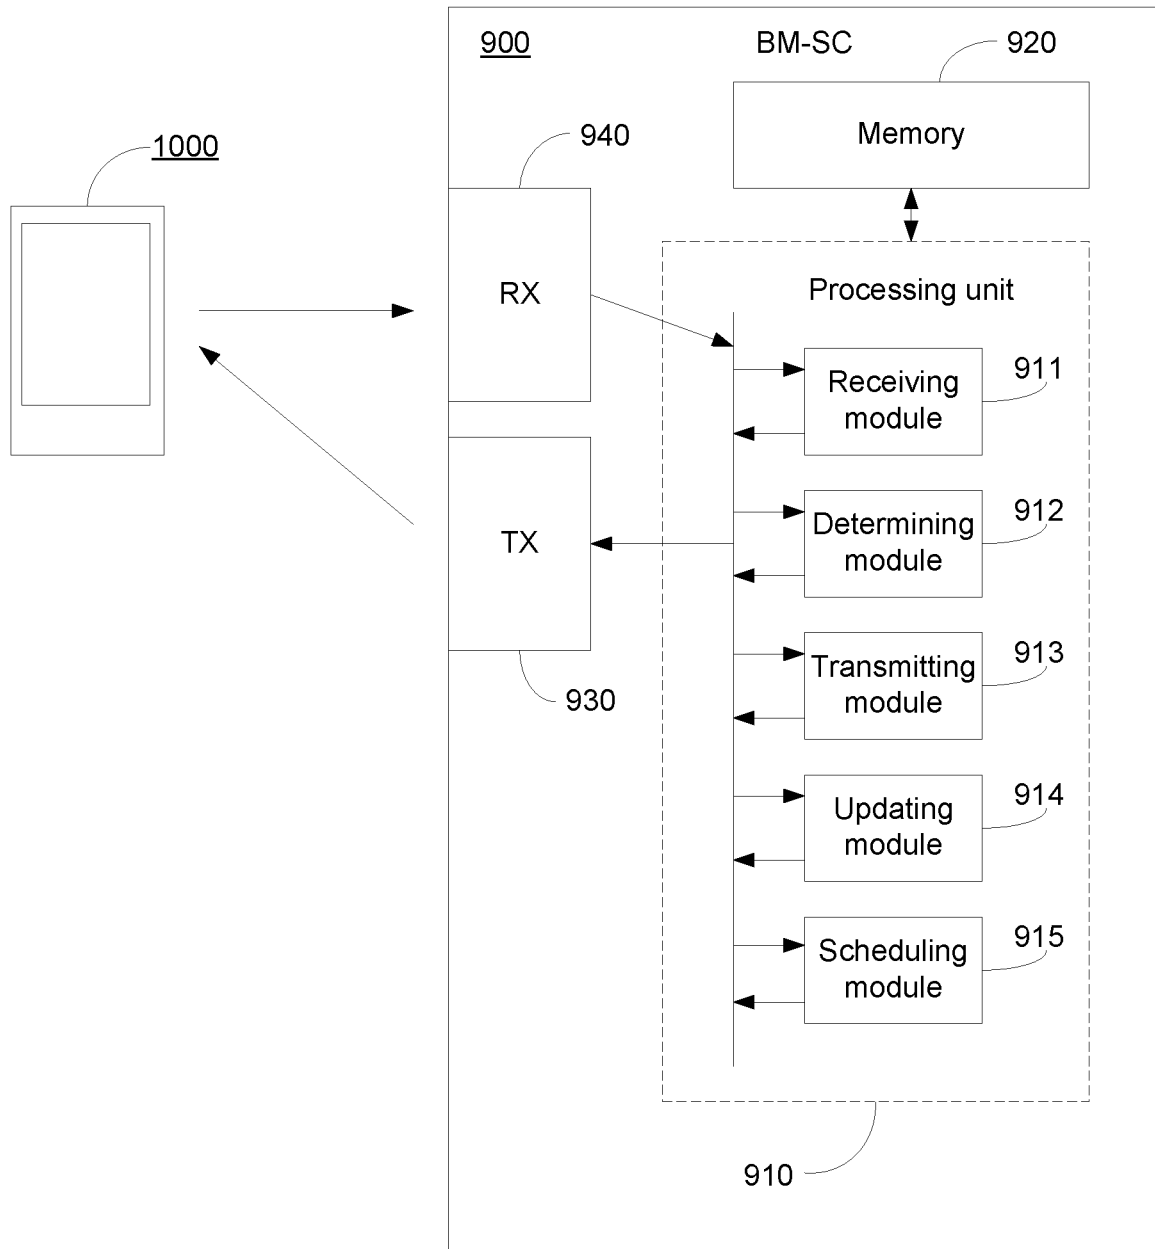 900
BM-SC
920
Memory
1000
940
RX
Processing unit
Receiving
module
911
TX
Determining
module
912
930
Transmitting
module
913
Updating
module
914
Scheduling
module
915
910